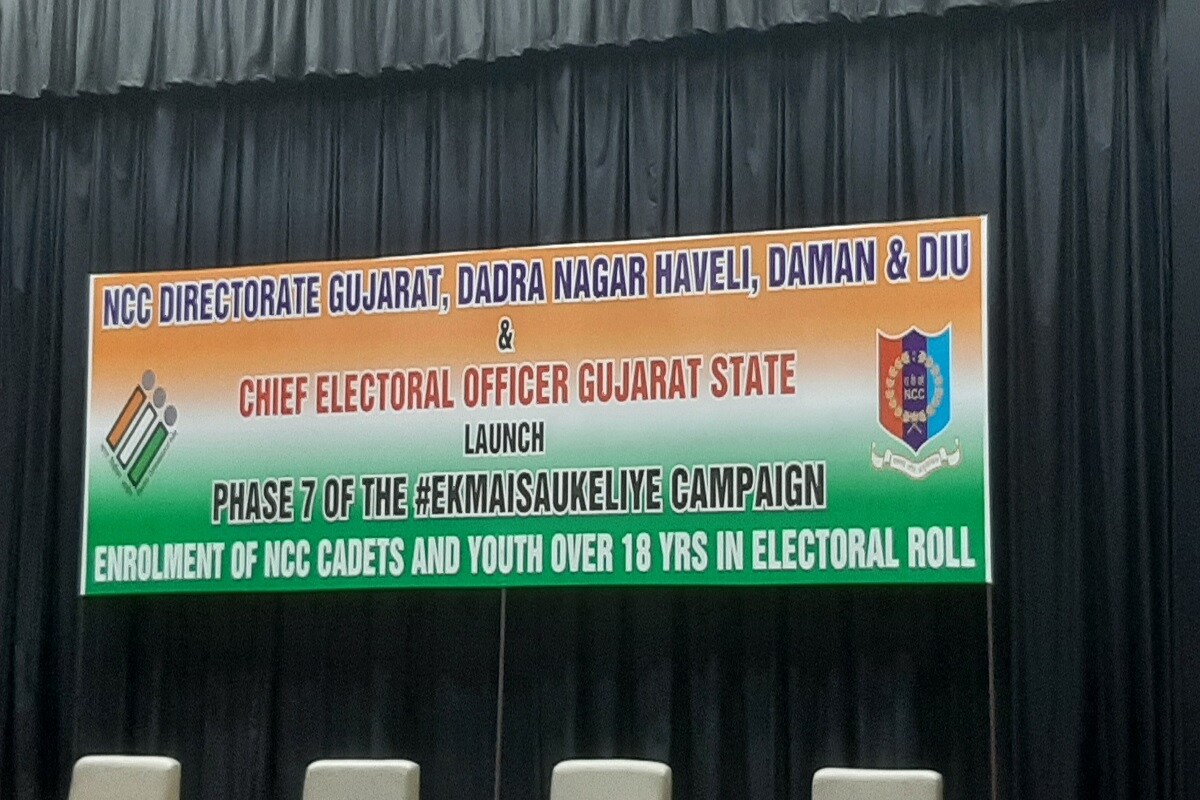 NCC DIRECTORATE GUJARAT, DADRA NAGAR HAVELI, DAMAN & DIU
&
CHIEF ELECTORAL OFFICER GUJARAT STATE
LAUNCH
PHASE 7 OF THE #EKMAISAUKELIYE CAMPAIGN
ENROLMENT OF NCC CADETS AND YOUTH OVER 18 YRS IN ELECTORAL ROLL
NCC